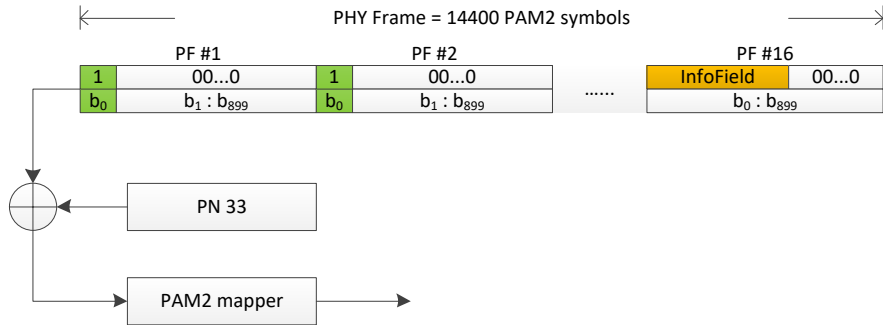 PHY Frame = 14400 PAM2 symbols
PF #1 PF #2 PF #16
1 00...0 1 00...0 InfoField 00...0
b₀ b₁ : b₈₉₉ b₀ b₁ : b₈₉₉ ...... b₀ : b₈₉₉
PN 33
PAM2 mapper